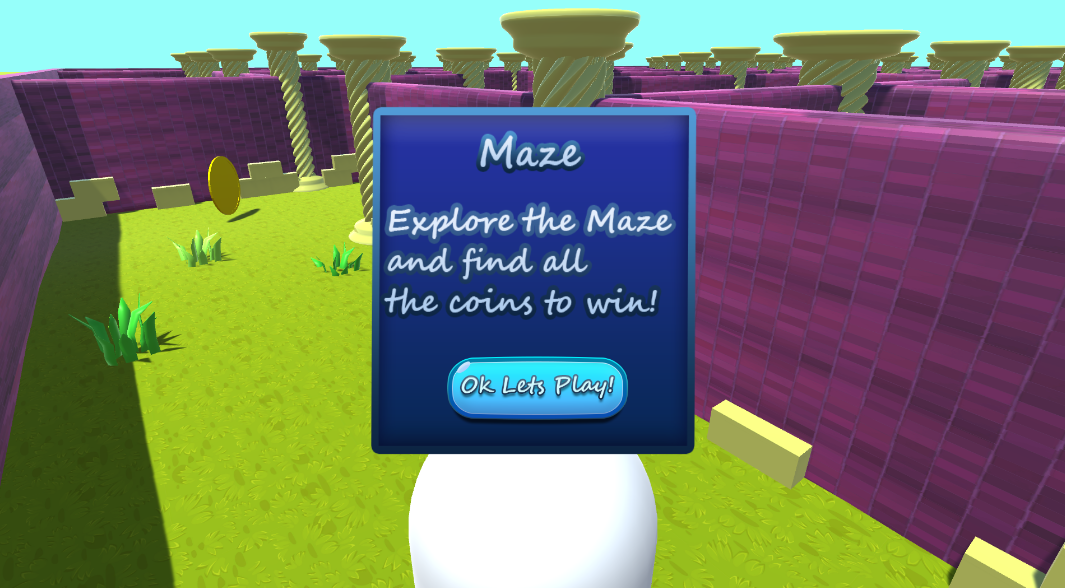 Maze
Explore the Maze
and find all
the coins to win!
Ok Lets Play!